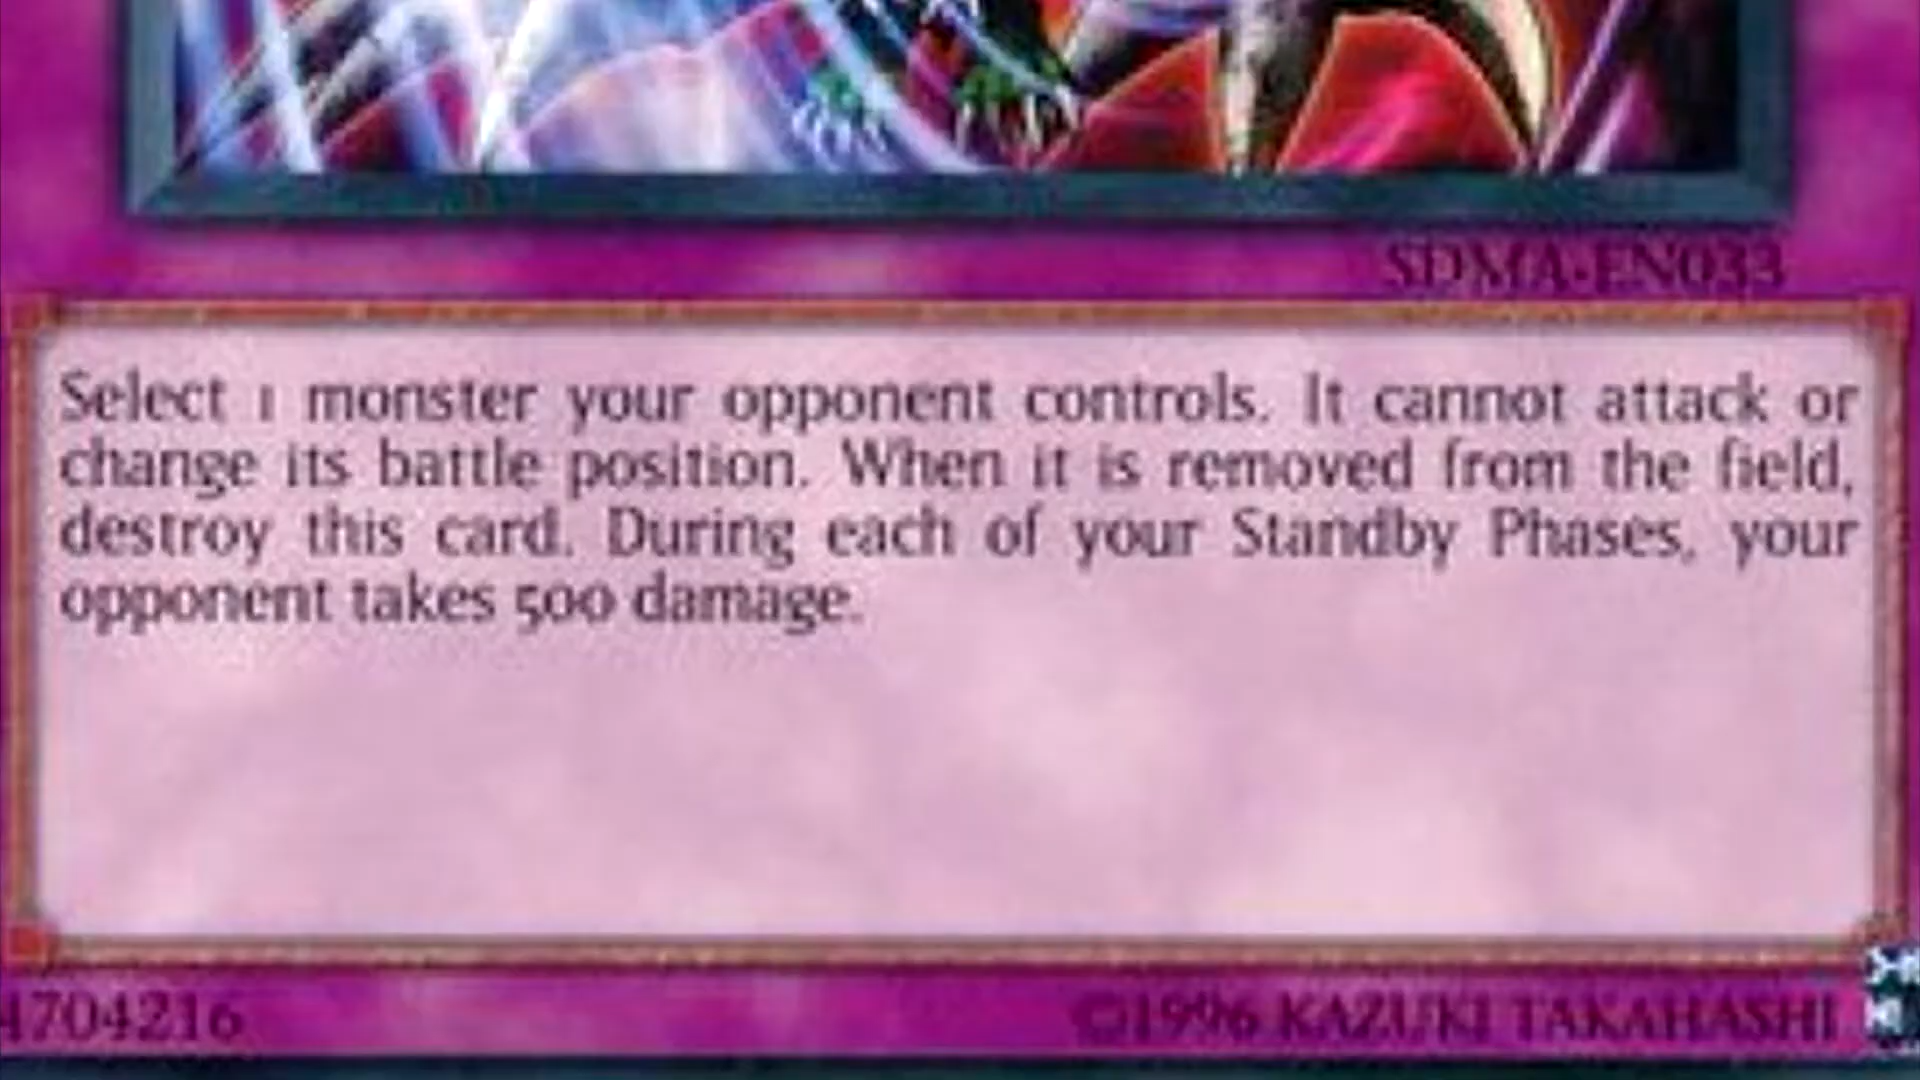 SDMA-EN033
Select 1 monster your opponent controls. It cannot attack or
change its battle position. When it is removed from the field,
destroy this card. During each of your Standby Phases, your
opponent takes 500 damage.
4704216
©1996 KAZUKI TAKAHASHI